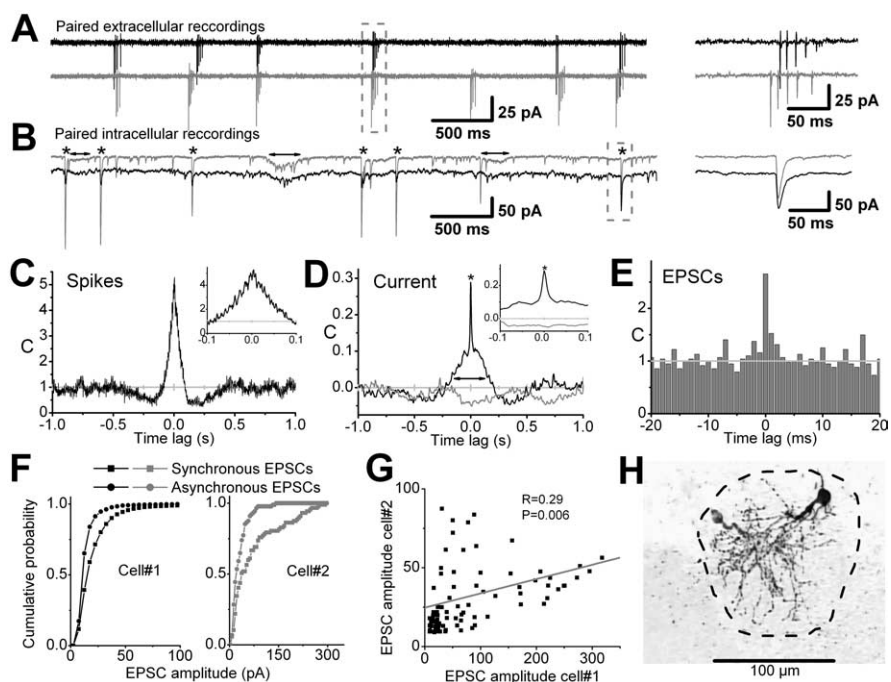 A
Paired extracellular reccordings
25 pA
500 ms
25 pA
50 ms
B
Paired intracellular reccordings
* * * * * *
50 pA
500 ms
50 pA
50 ms
C
Spikes
C
5
4
3
2
1
0
-1.0 -0.5 0.0 0.5 1.0
Time lag (s)
4
2
-0.1 0.0 0.1
D
Current
*
C
0.3
0.2
0.1
0.0
-1.0 -0.5 0.0 0.5 1.0
Time lag (s)
*
0.2
0.0
-0.1 0.0 0.1
E
EPSCs
C
2
1
0
-20 -10 0 10 20
Time lag (ms)
F
Synchronous EPSCs
Asynchronous EPSCs
Cumulative probability
1.0
0.5
0.0
Cell#1
0 50 100
1.0
0.5
0.0
Cell#2
0 150 300
EPSC amplitude (pA)
G
R=0.29
P=0.006
EPSC amplitude cell#2
100
50
0
0 100 200 300
EPSC amplitude cell#1
H
100 µm